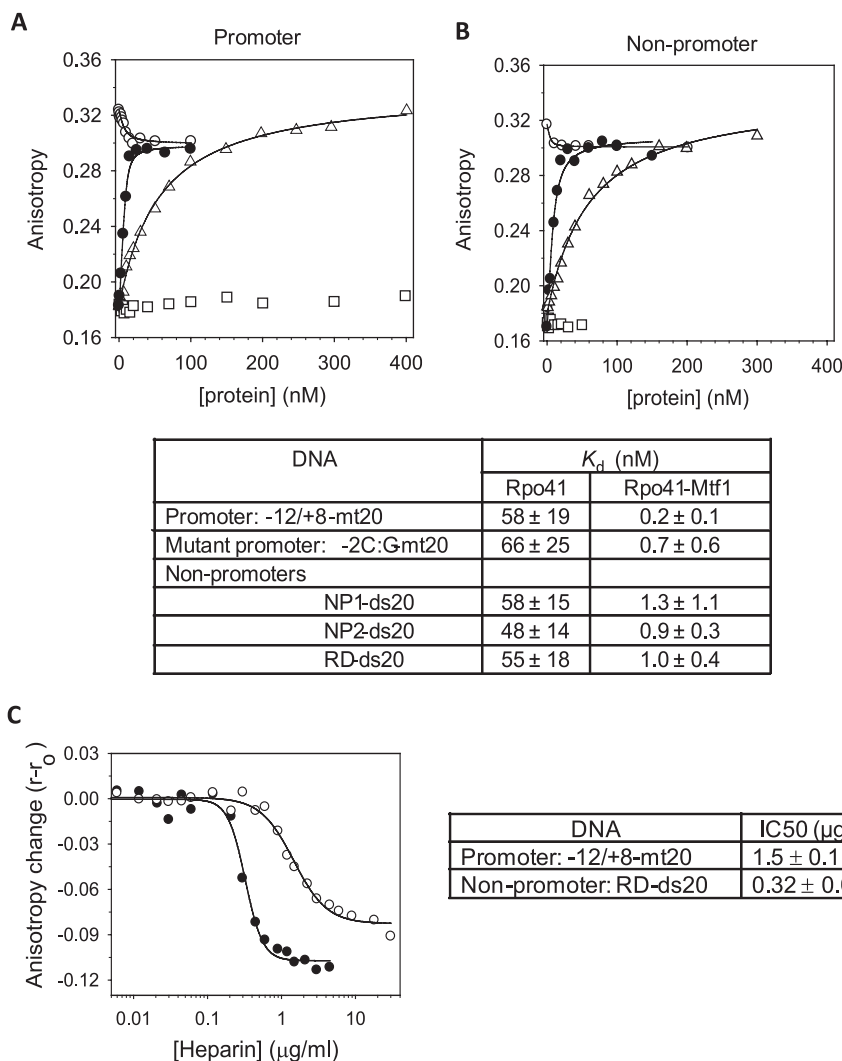 A
Promoter
0.36
0.32
0.28
0.24
0.20
0.16
Anisotropy
0 100 200 300 400
[protein] (nM)
B
Non-promoter
0.36
0.32
0.28
0.24
0.20
0.16
Anisotropy
0 100 200 300 400
[protein] (nM)
DNA Kd (nM)
Rpo41 Rpo41-Mtf1
Promoter: -12/+8-mt20 58 ± 19 0.2 ± 0.1
Mutant promoter: -2C:G-mt20 66 ± 25 0.7 ± 0.6
Non-promoters
NP1-ds20 58 ± 15 1.3 ± 1.1
NP2-ds20 48 ± 14 0.9 ± 0.3
RD-ds20 55 ± 18 1.0 ± 0.4
C
0.03
0.00
-0.03
-0.06
-0.09
-0.12
Anisotropy change (r-ro)
0.01 0.1 1 10
[Heparin] (μg/ml)
DNA IC50 (μg
Promoter: -12/+8-mt20 1.5 ± 0.1
Non-promoter: RD-ds20 0.32 ± 0.0